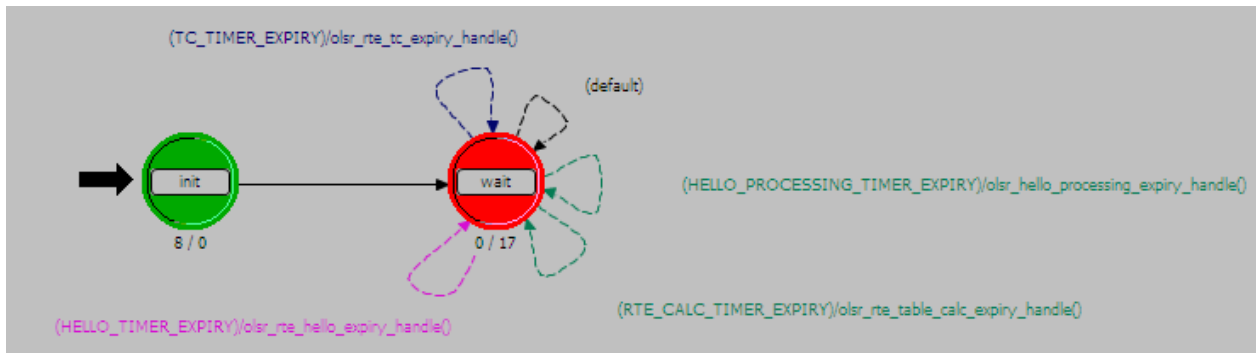 (TC_TIMER_EXPIRY)/olsr_rte_tc_expiry_handle()
(default)
init
wait
(HELLO_PROCESSING_TIMER_EXPIRY)/olsr_hello_processing_expiry_handle()
8 / 0
0 / 17
(RTE_CALC_TIMER_EXPIRY)/olsr_rte_table_calc_expiry_handle()
(HELLO_TIMER_EXPIRY)/olsr_rte_hello_expiry_handle()